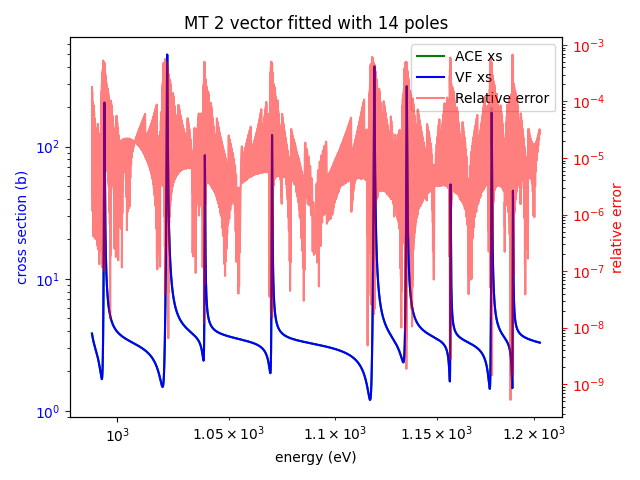 MT 2 vector fitted with 14 poles
ACE xs
VF xs
Relative error
10²
10¹
10⁰
cross section (b)
10⁻³
10⁻⁴
10⁻⁵
10⁻⁶
10⁻⁷
10⁻⁸
10⁻⁹
relative error
10³
1.05 × 10³
1.1 × 10³
1.15 × 10³
1.2 × 10³
energy (eV)